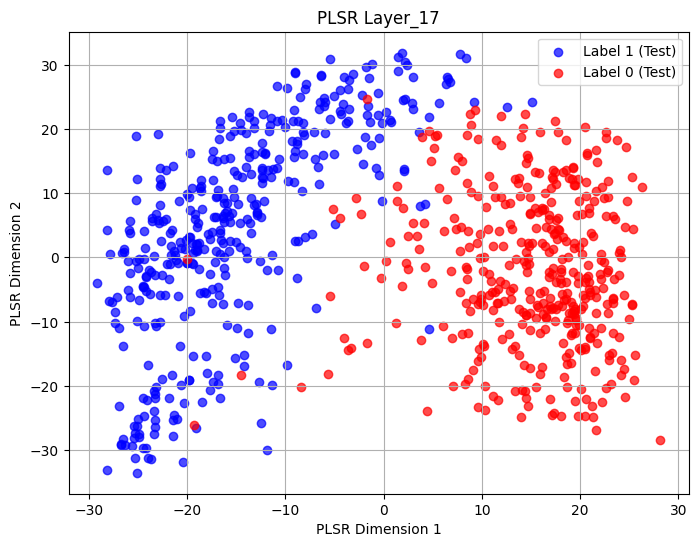 PLSR Layer_17
Label 1 (Test)
Label 0 (Test)
PLSR Dimension 2
30
20
10
0
−10
−20
−30
−30 −20 −10 0 10 20 30
PLSR Dimension 1